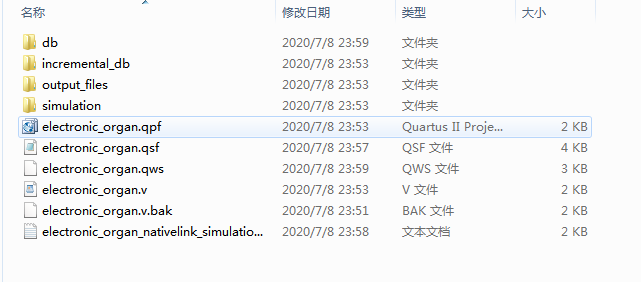 名称 修改日期 类型 大小
db 2020/7/8 23:59 文件夹
incremental_db 2020/7/8 23:53 文件夹
output_files 2020/7/8 23:53 文件夹
simulation 2020/7/8 23:53 文件夹
electronic_organ.qpf 2020/7/8 23:53 Quartus II Proje... 2 KB
electronic_organ.qsf 2020/7/8 23:57 QSF 文件 4 KB
electronic_organ.qws 2020/7/8 23:59 QWS 文件 3 KB
electronic_organ.v 2020/7/8 23:53 V 文件 2 KB
electronic_organ.v.bak 2020/7/8 23:51 BAK 文件 2 KB
electronic_organ_nativelink_simulatio... 2020/7/8 23:58 文本文档 2 KB